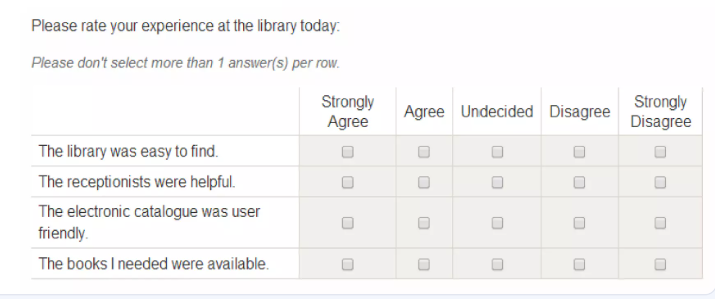 Please rate your experience at the library today:
Please don't select more than 1 answer(s) per row.
Strongly Agree Agree Undecided Disagree Strongly Disagree
The library was easy to find.
The receptionists were helpful.
The electronic catalogue was user
friendly.
The books I needed were available.